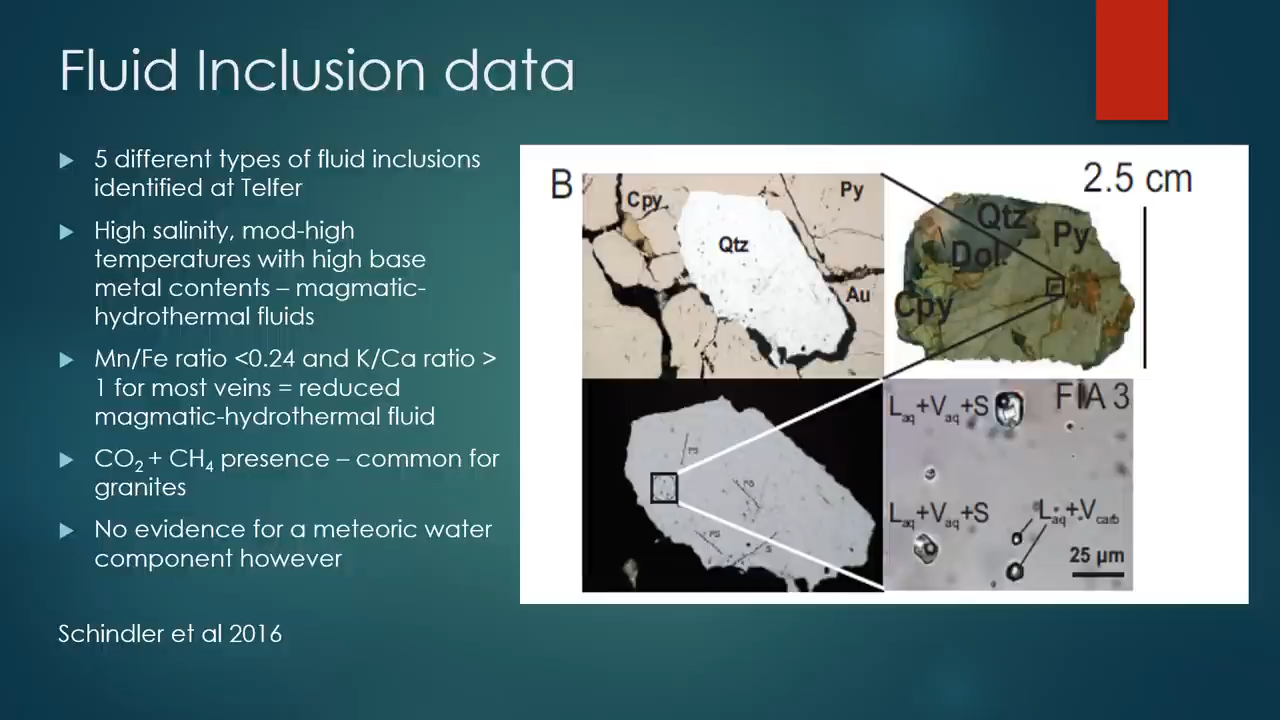 Fluid Inclusion data
5 different types of fluid inclusions
identified at Telfer
High salinity, mod-high
temperatures with high base
metal contents – magmatic-
hydrothermal fluids
Mn/Fe ratio <0.24 and K/Ca ratio >
1 for most veins = reduced
magmatic-hydrothermal fluid
CO₂ + CH₄ presence – common for
granites
No evidence for a meteoric water
component however
Schindler et al 2016
B
Cpy
Py
Qtz
Au
2.5 cm
Qtz
Py
Dol
Cpy
PS
PS
PS
S
FIA 3
Laq+Vaq+S
Laq+Vaq+S
Laq+Vcarb
25 µm